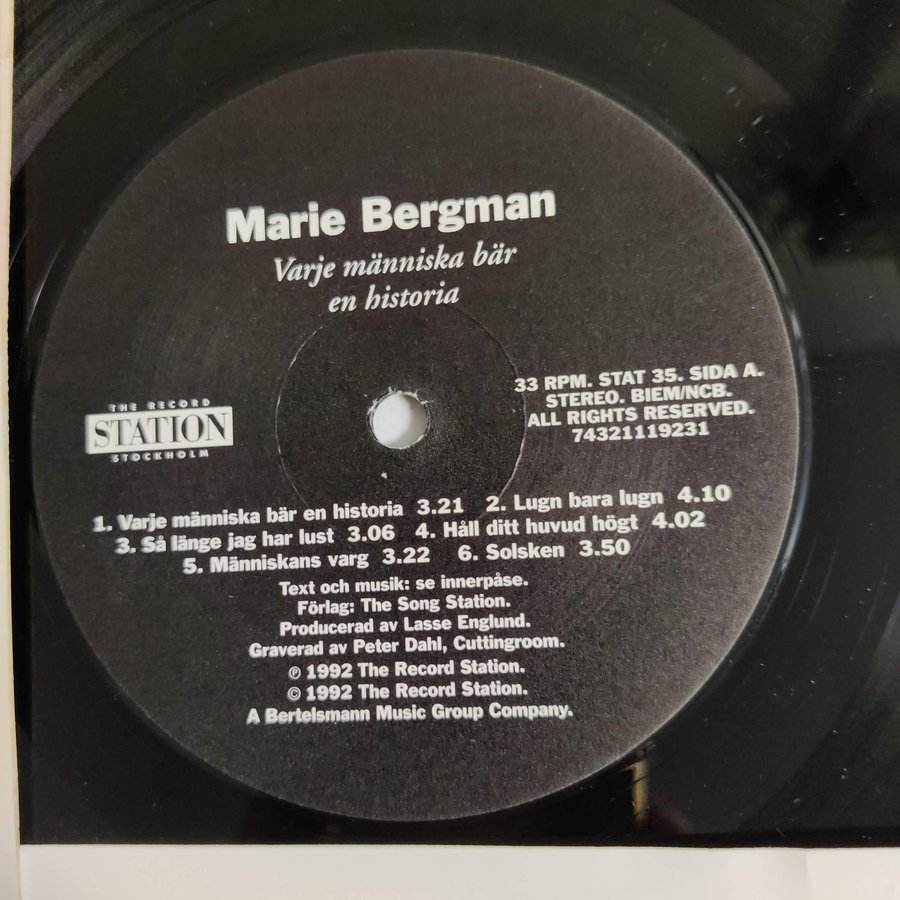 Marie Bergman
Varje människa bär
en historia
33 RPM. STAT 35. SIDA A.
STEREO. BIEM/NCB.
ALL RIGHTS RESERVED.
74321119231
THE RECORD
STATION
STOCKHOLM
1. Varje människa bär en historia 3.21 2. Lugn bara lugn 4.10
3. Så länge jag har lust 3.06 4. Håll ditt huvud högt 4.02
5. Människans varg 3.22 6. Solsken 3.50
Text och musik: se innerpåse.
Förlag: The Song Station.
Producerad av Lasse Englund.
Graverad av Peter Dahl, Cuttingroom.
℗ 1992 The Record Station.
© 1992 The Record Station.
A Bertelsmann Music Group Company.